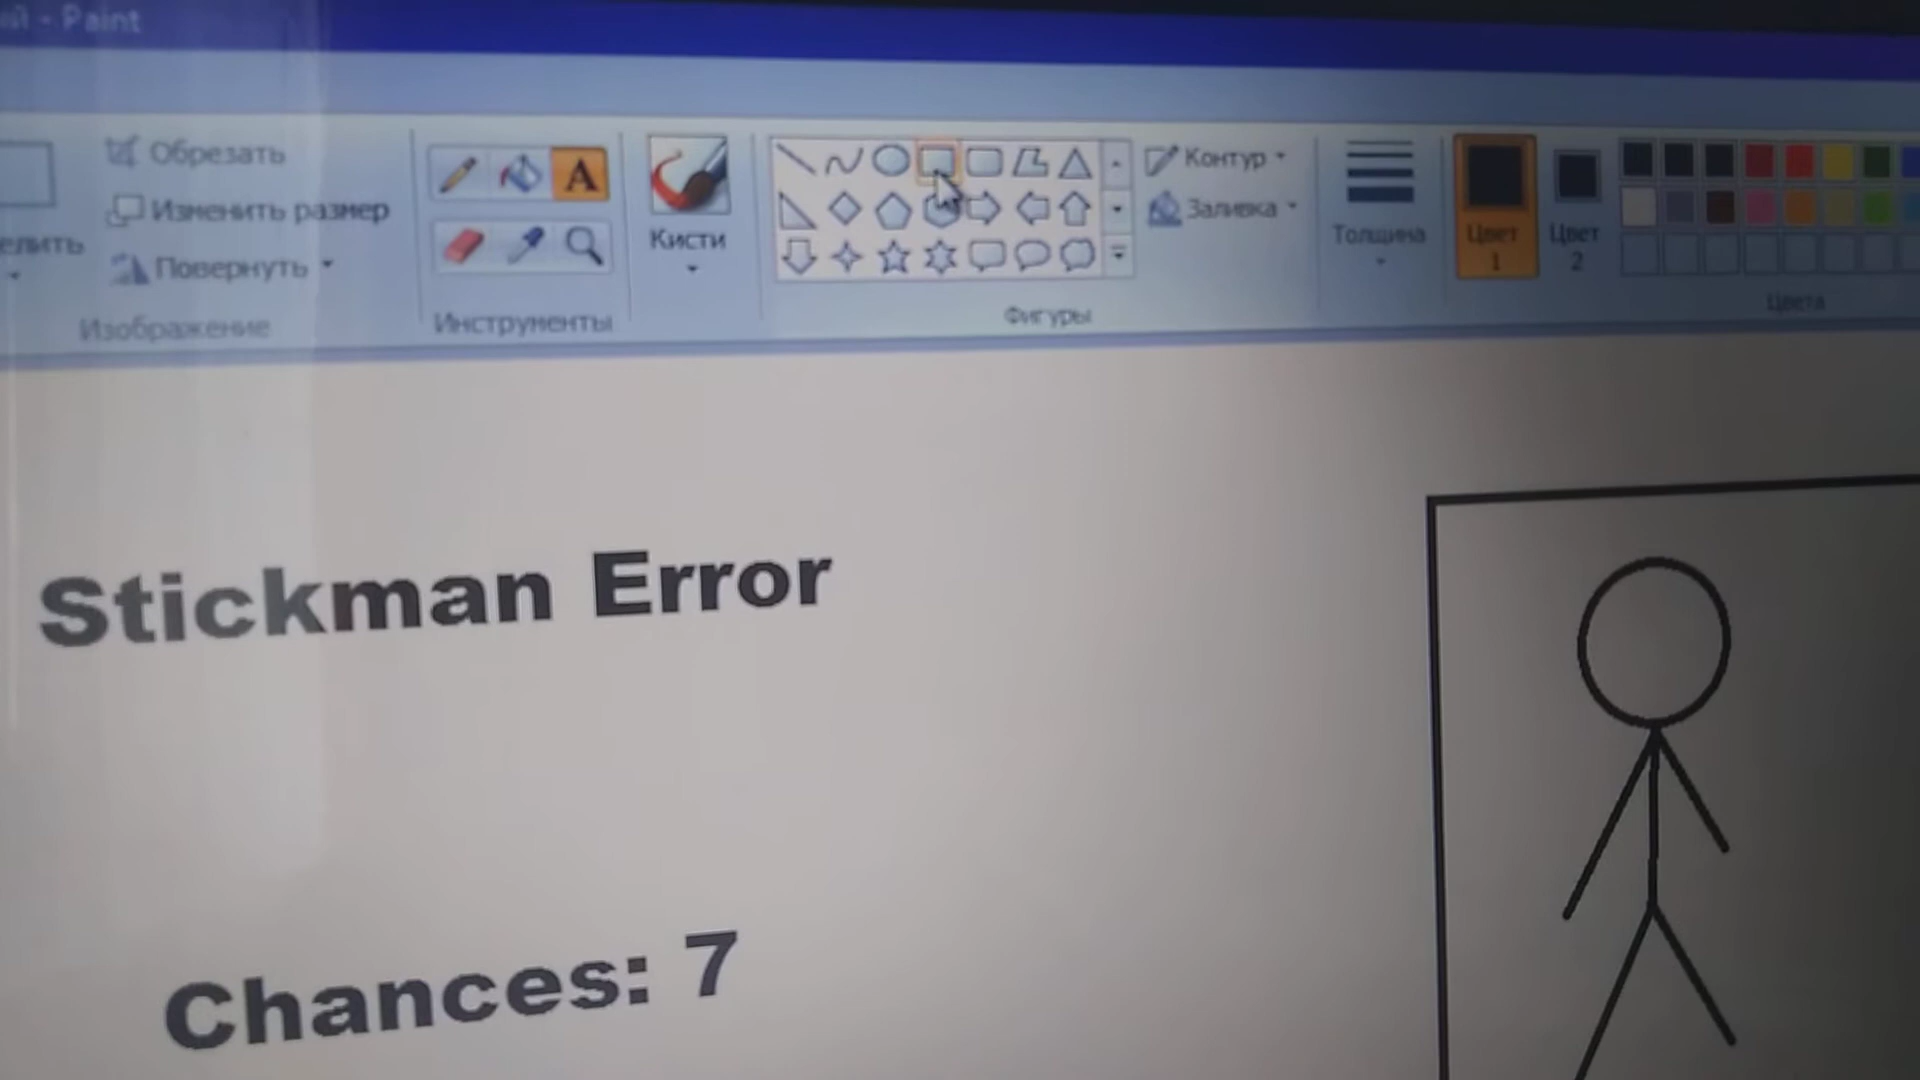 - Paint
Обрезать
Изменить размер
елить
Повернуть
Изображение
A
Инструменты
Кисти
Фигуры
Контур
Заливка
Толщина
Цвет
1
Цвет
2
Цвета
Stickman Error
Chances: 7